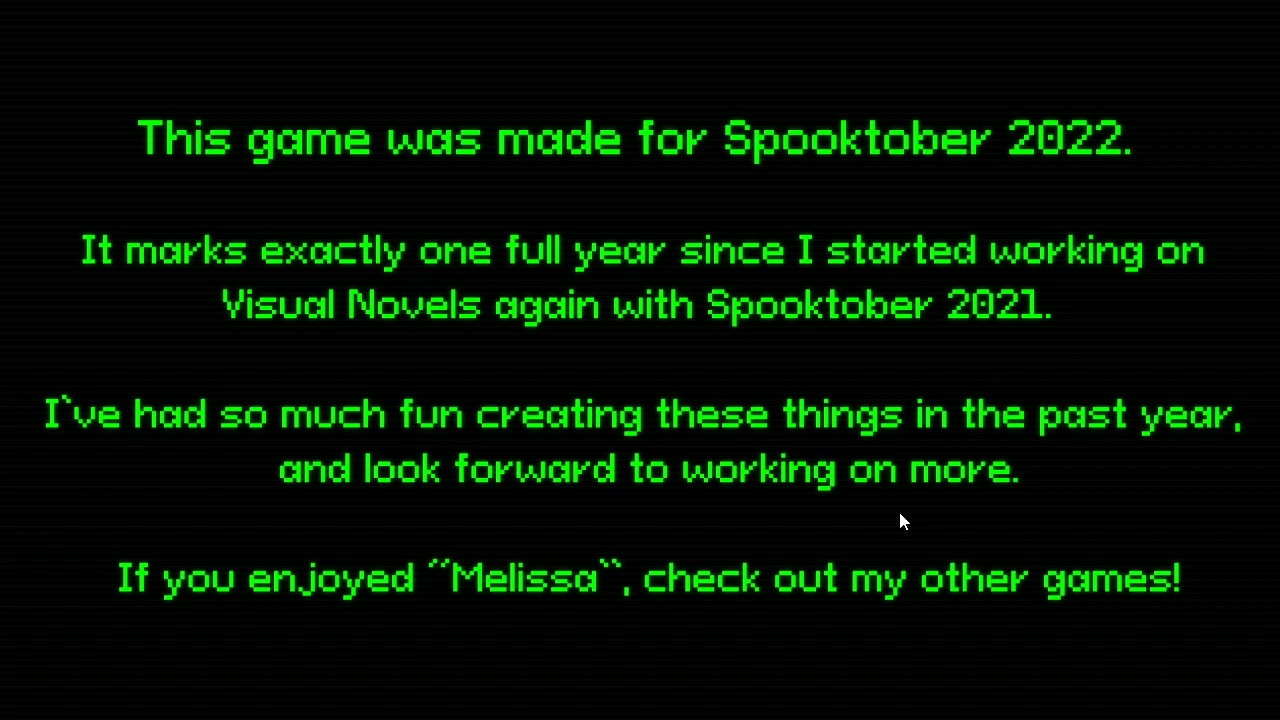 This game was made for Spooktober 2022.
It marks exactly one full year since I started working on
Visual Novels again with Spooktober 2021.
I`ve had so much fun creating these things in the past year,
and look forward to working on more.
If you enjoyed ´´Melissa``, check out my other games!